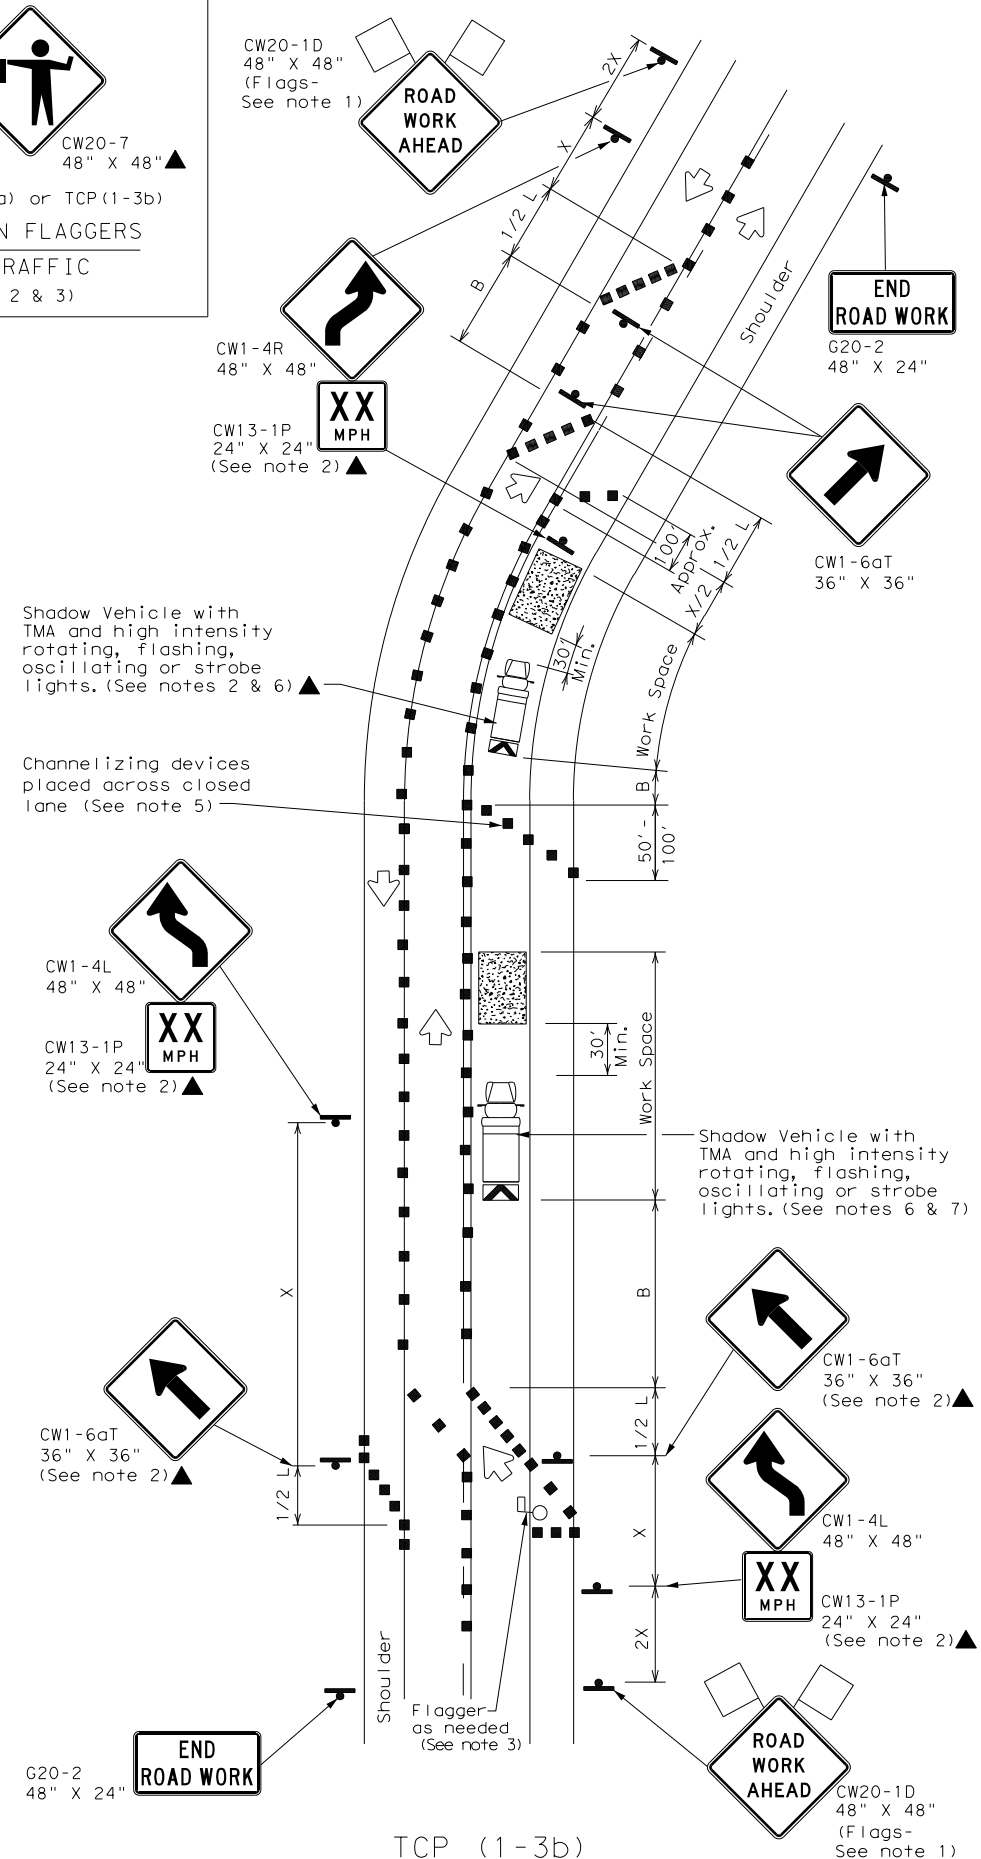 CW20-7
48" X 48"
a) or TCP(1-3b)
N FLAGGERS
RAFFIC
2 & 3)
CW20-1D
48" X 48"
(Flags-
See note 1)
ROAD
WORK
AHEAD
2X
X
1/2 L
B
Shoulder
END
ROAD WORK
G20-2
48" X 24"
CW1-4R
48" X 48"
XX
MPH
CW13-1P
24" X 24"
(See note 2)
CW1-6aT
36" X 36"
100'
Approx.
1/2 L
X/2
30'
Min.
Work Space
B
50'-
100'
Shadow Vehicle with
TMA and high intensity
rotating, flashing,
oscillating or strobe
lights. (See notes 2 & 6)
Channelizing devices
placed across closed
lane (See note 5)
CW1-4L
48" X 48"
XX
MPH
CW13-1P
24" X 24"
(See note 2)
30'
Min.
Work Space
Shadow Vehicle with
TMA and high intensity
rotating, flashing,
oscillating or strobe
lights. (See notes 6 & 7)
X
B
CW1-6aT
36" X 36"
(See note 2)
1/2 L
CW1-6aT
36" X 36"
(See note 2)
1/2 L
X
CW1-4L
48" X 48"
XX
MPH
CW13-1P
24" X 24"
(See note 2)
2X
Shoulder
Flagger
as needed
(See note 3)
END
ROAD WORK
G20-2
48" X 24"
ROAD
WORK
AHEAD
CW20-1D
48" X 48"
(Flags-
See note 1)
TCP (1-3b)